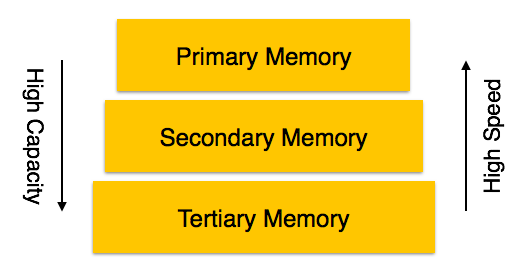 Primary Memory
High Capacity
Secondary Memory
High Speed
Tertiary Memory